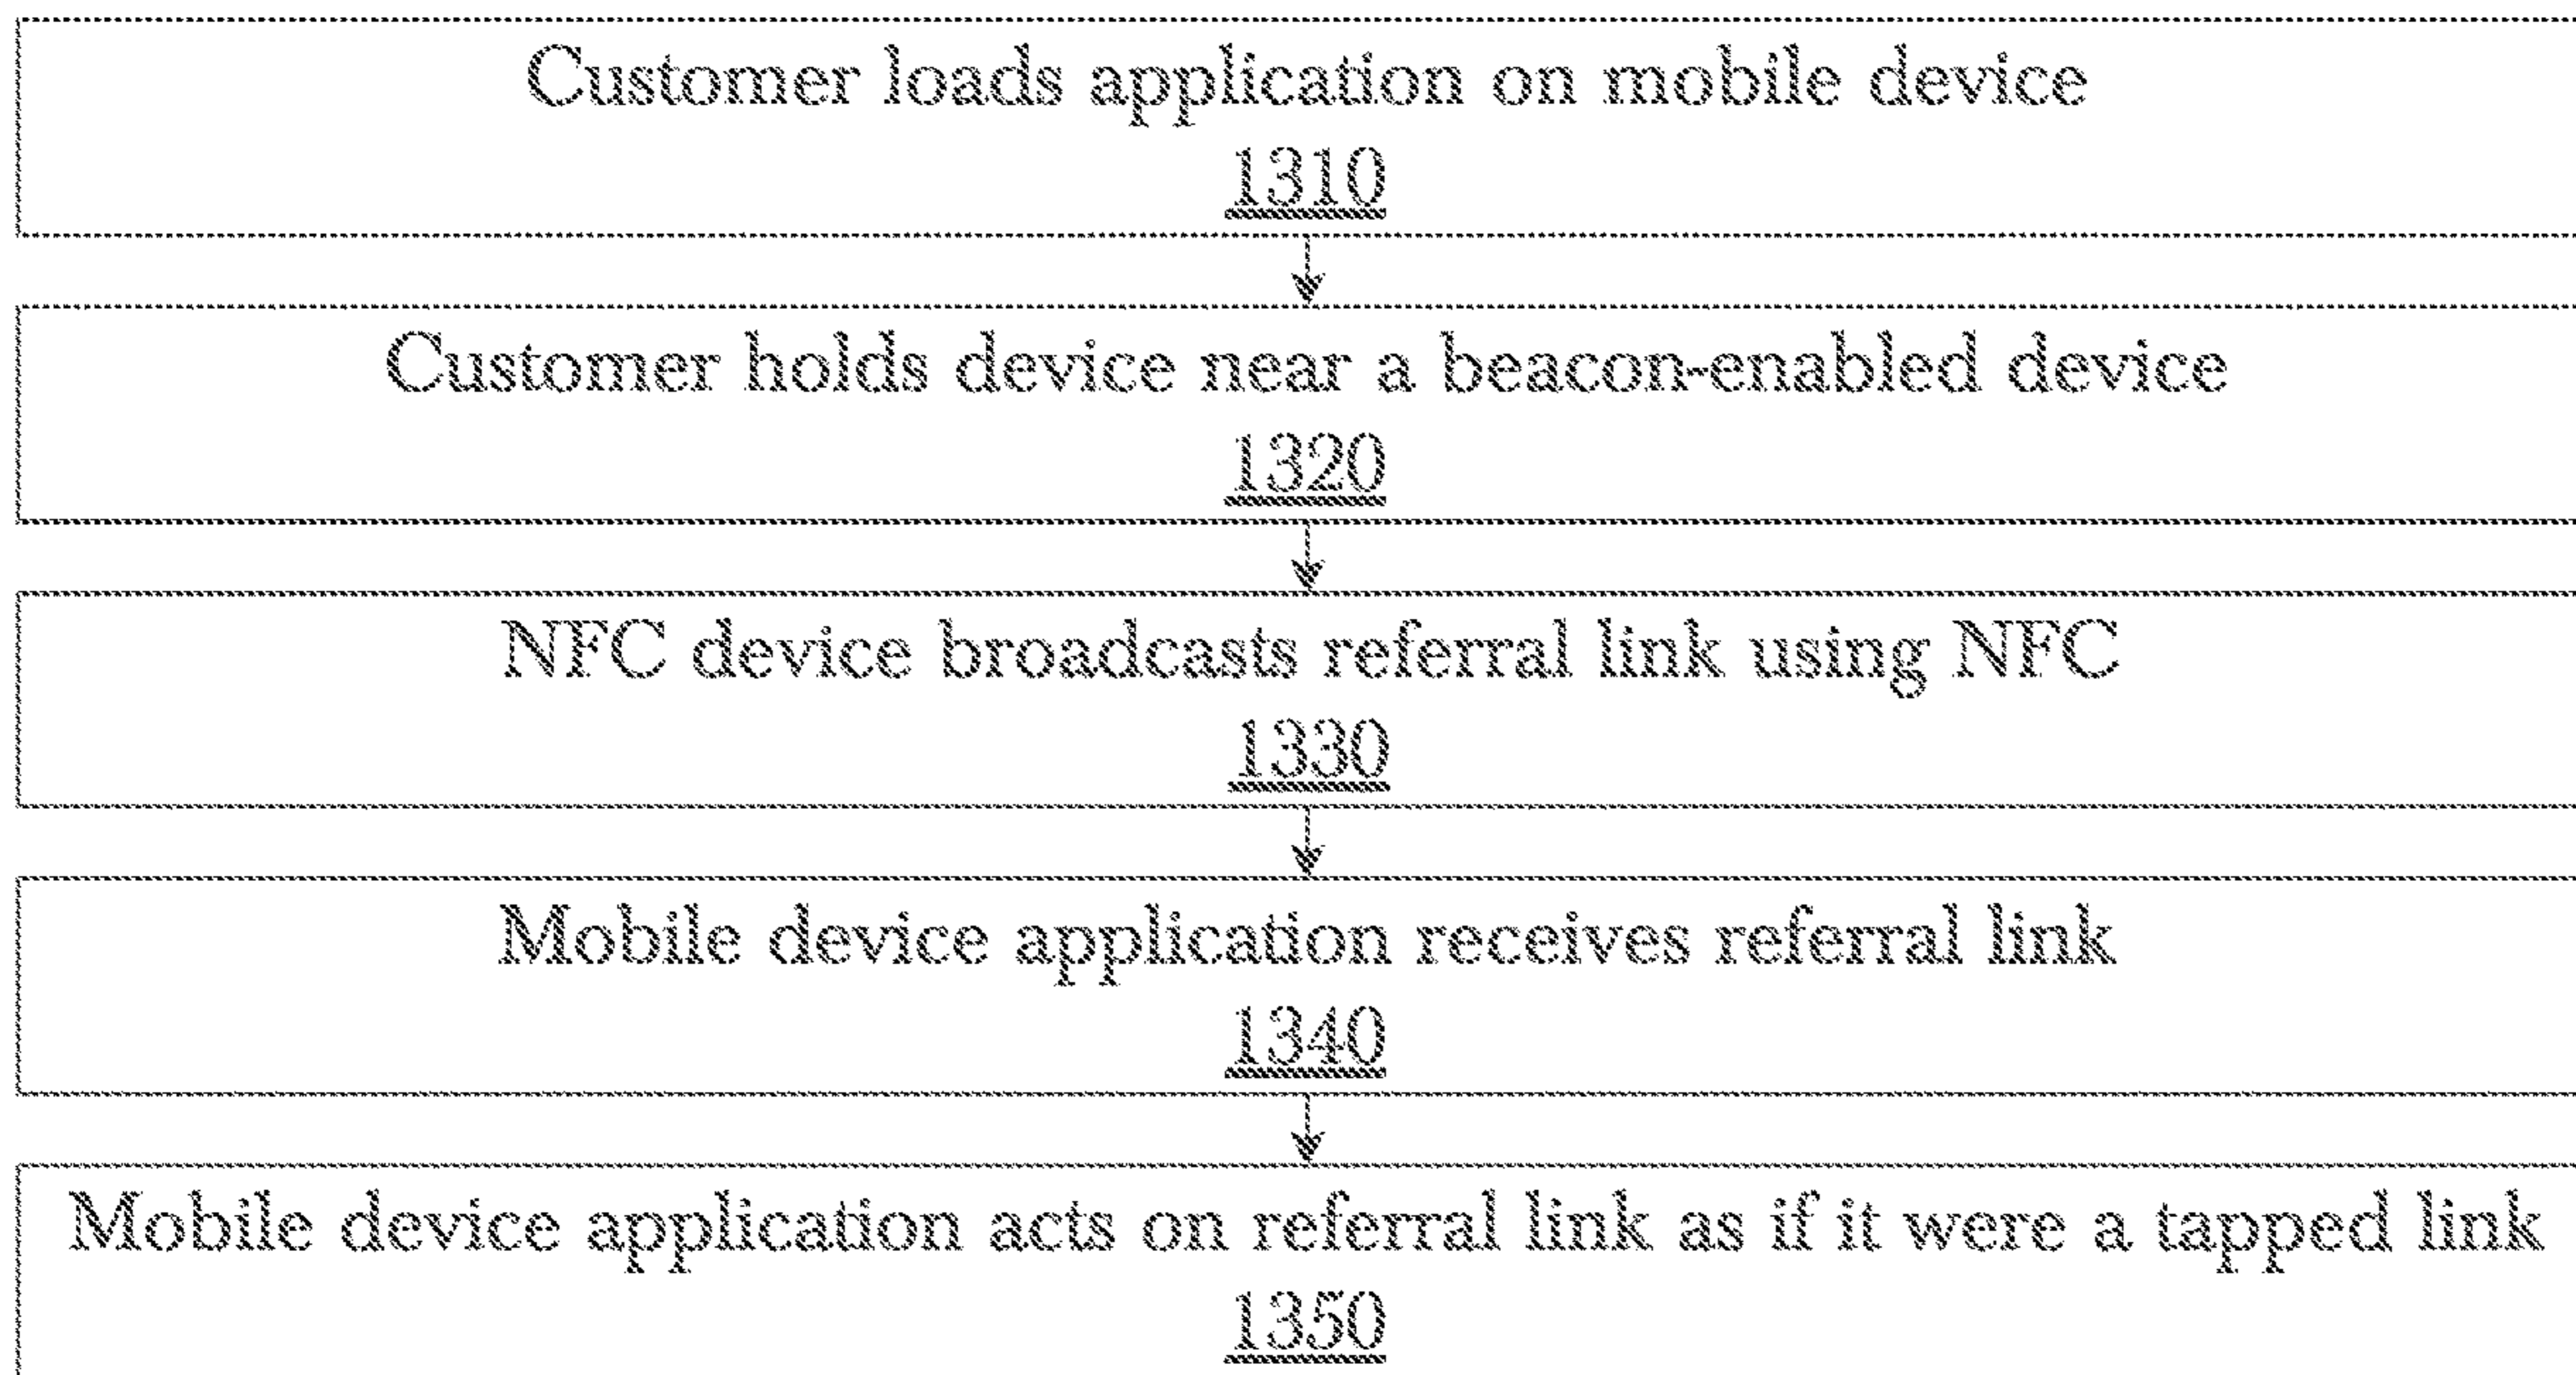 Customer loads application on mobile device
1310
Customer holds device near a beacon-enabled device
1320
NFC device broadcasts referral link using NFC
1330
Mobile device application receives referral link
1340
Mobile device application acts on referral link as if it were a tapped link
1350